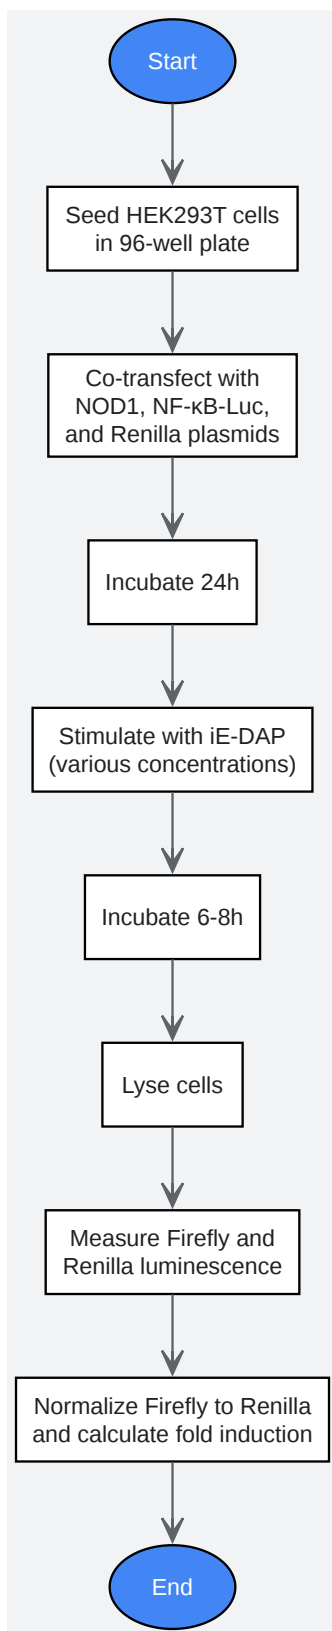 Start
Seed HEK293T cells
in 96-well plate
Co-transfect with
NOD1, NF-κB-Luc,
and Renilla plasmids
Incubate 24h
Stimulate with iE-DAP
(various concentrations)
Incubate 6-8h
Lyse cells
Measure Firefly and
Renilla luminescence
Normalize Firefly to Renilla
and calculate fold induction
End